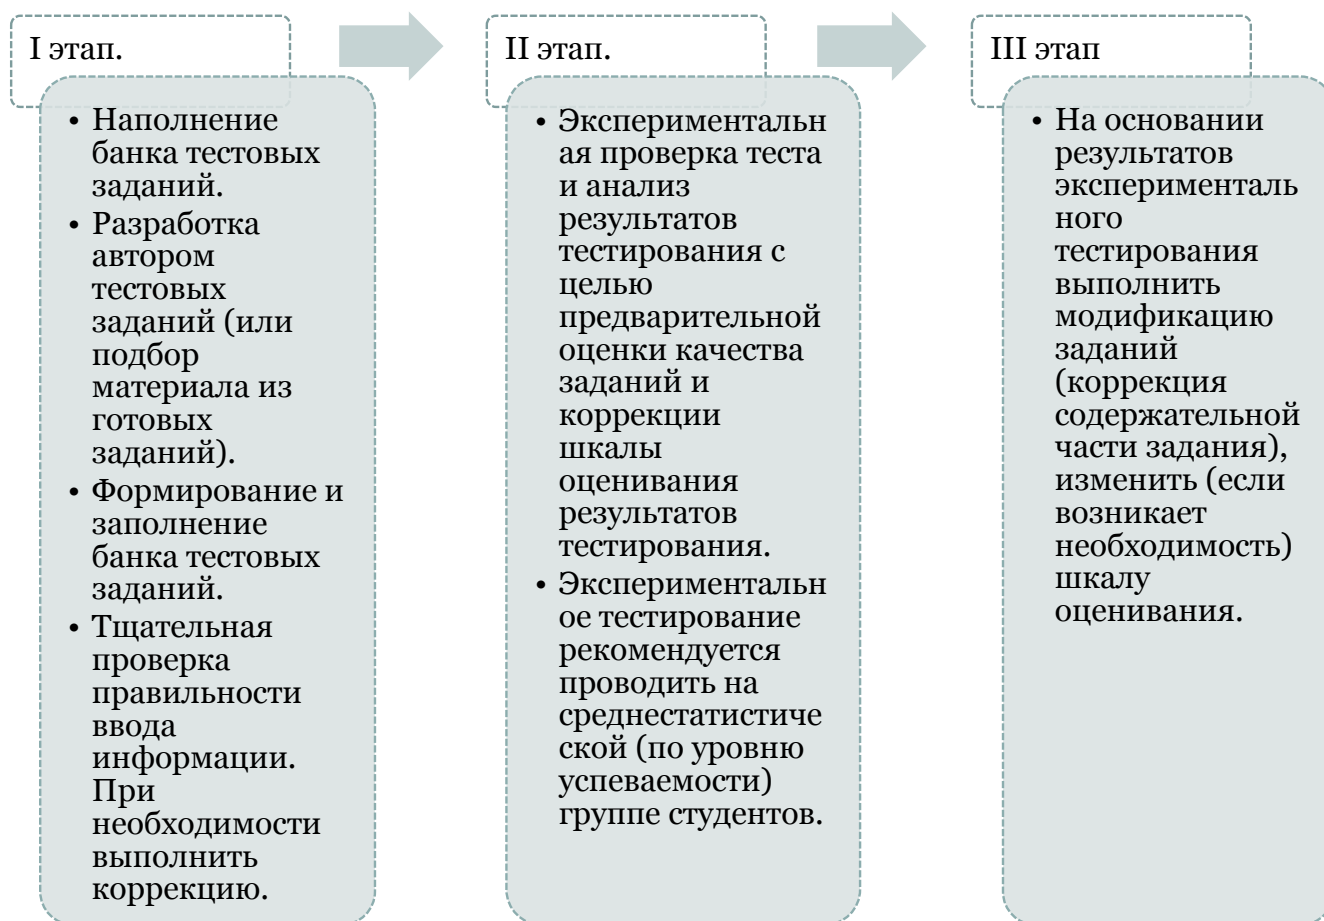 I этап.
• Наполнение
банка тестовых
заданий.
• Разработка
автором
тестовых
заданий (или
подбор
материала из
готовых
заданий).
• Формирование и
заполнение
банка тестовых
заданий.
• Тщательная
проверка
правильности
ввода
информации.
При
необходимости
выполнить
коррекцию.
II этап.
• Экспериментальн
ая проверка теста
и анализ
результатов
тестирования с
целью
предварительной
оценки качества
заданий и
коррекции
шкалы
оценивания
результатов
тестирования.
• Экспериментальн
ое тестирование
рекомендуется
проводить на
среднестатистиче
ской (по уровню
успеваемости)
группе студентов.
III этап
• На основании
результатов
эксперименталь
ного
тестирования
выполнить
модификацию
заданий
(коррекция
содержательной
части задания),
изменить (если
возникает
необходимость)
шкалу
оценивания.